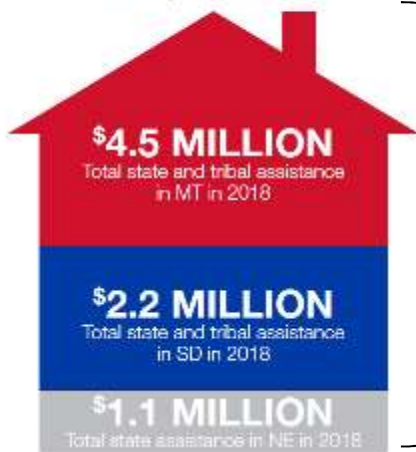 $4.5 MILLION
Total state and tribal assistance
in MT in 2018
$2.2 MILLION
Total state and tribal assistance
in SD in 2018
$1.1 MILLION
Total state assistance in NE in 2018